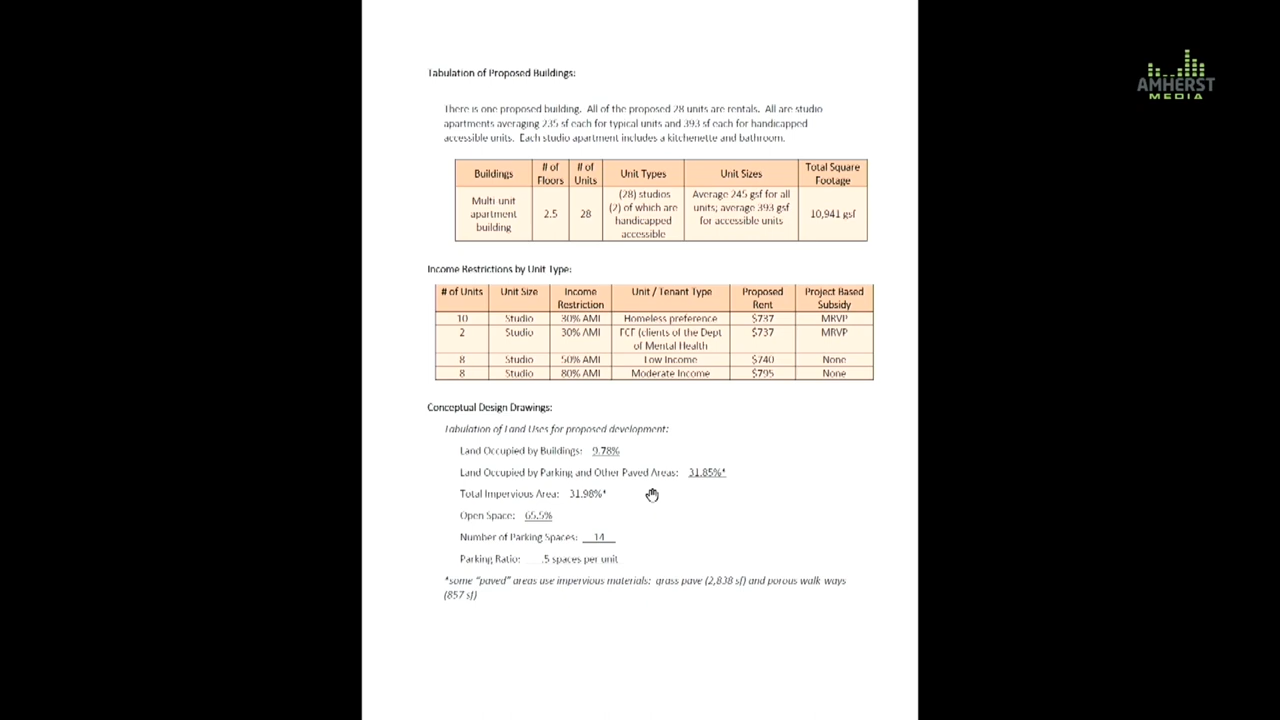 AMHERST
MEDIA
Tabulation of Proposed Buildings:
There is one proposed building. All of the proposed 28 units are rentals. All are studio
apartments averaging 235 sf each for typical units and 393 sf each for handicapped
accessible units. Each studio apartment includes a kitchenette and bathroom.
Buildings # of Floors # of Units Unit Types Unit Sizes Total Square Footage
Multi unit apartment building 2.5 28 (28) studios (2) of which are handicapped accessible Average 245 gsf for all units; average 393 gsf for accessible units 10,941 gsf
Income Restrictions by Unit Type:
# of Units Unit Size Income Restriction Unit / Tenant Type Proposed Rent Project Based Subsidy
10 Studio 30% AMI Homeless preference $737 MRVP
2 Studio 30% AMI FCF (clients of the Dept of Mental Health $737 MRVP
8 Studio 50% AMI Low Income $740 None
8 Studio 80% AMI Moderate Income $795 None
Conceptual Design Drawings:
Tabulation of Land Uses for proposed development:
Land Occupied by Buildings: 9.78%
Land Occupied by Parking and Other Paved Areas: 31.85%*
Total Impervious Area: 31.98%*
Open Space: 65.5%
Number of Parking Spaces: 14
Parking Ratio: .5 spaces per unit
*some "paved" areas use impervious materials: grass pave (2,838 sf) and porous walk ways
(857 sf)